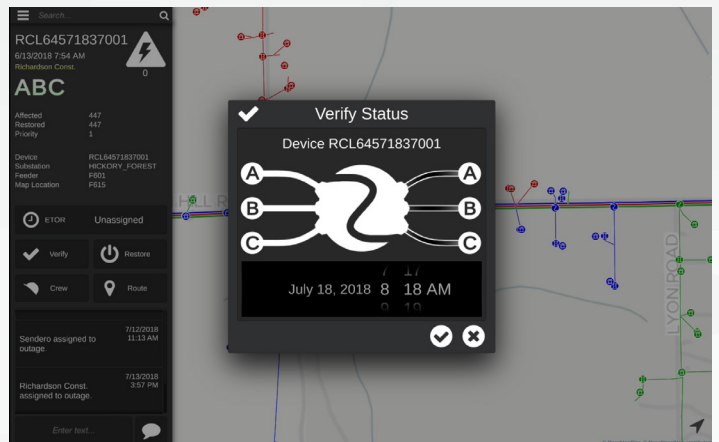 Search...
RCL64571837001
6/13/2018 7:54 AM
Richardson Const.
0
ABC
Affected 447
Restored 447
Priority 1
Device RCL64571837001
Substation HICKORY_FOREST
Feeder F601
Map Location F615
ETOR Unassigned
Verify Restore
Crew Route
7/12/2018
Sendero assigned to 11:13 AM
outage.
7/13/2018
Richardson Const. 3:57 PM
assigned to outage.
Enter text...
Verify Status
Device RCL64571837001
A A
B B
C C
7 17
July 18, 2018 8 18 AM
9 19
HILL R
LYON ROAD